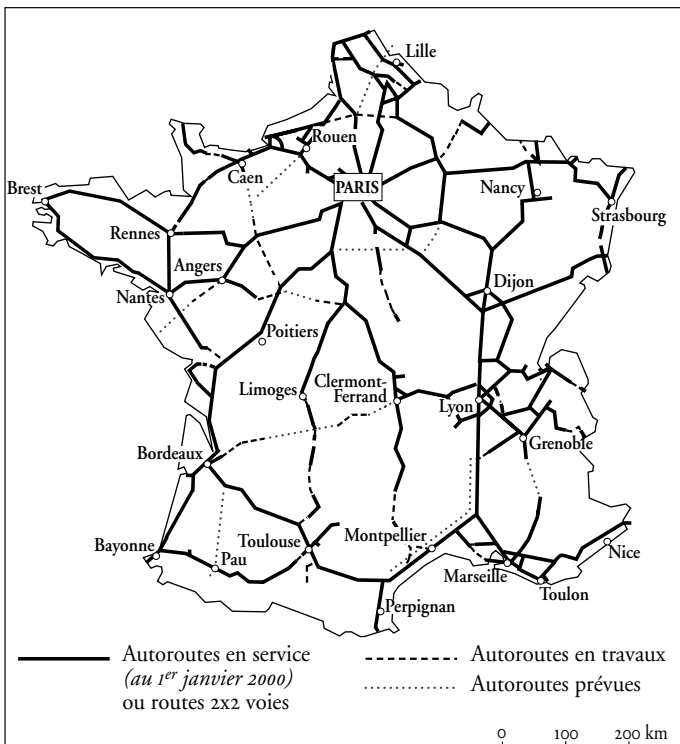 Lille
Rouen
Caen
PARIS
Nancy
Brest
Strasbourg
Rennes
Angers
Nantes
Dijon
Poitiers
Limoges
Clermont-
Ferrand
Lyon
Grenoble
Bordeaux
Bayonne
Pau
Toulouse
Montpellier
Marseille
Nice
Toulon
Perpignan
Autoroutes en service
(au 1er janvier 2000)
ou routes 2x2 voies
Autoroutes en travaux
Autoroutes prévues
0 100 200 km